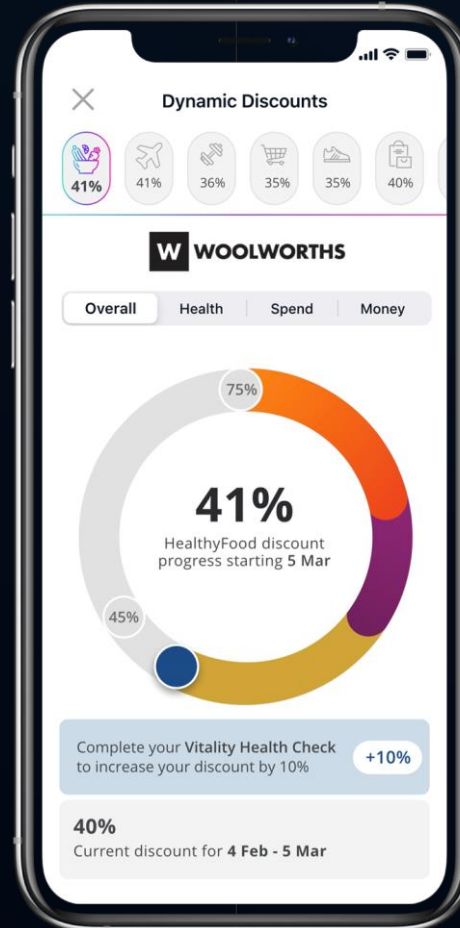 Dynamic Discounts
41%
41%
36%
35%
35%
40%
W WOOLWORTHS
Overall
Health
Spend
Money
75%
41%
HealthyFood discount
progress starting 5 Mar
45%
Complete your Vitality Health Check
to increase your discount by 10%
+10%
40%
Current discount for 4 Feb - 5 Mar